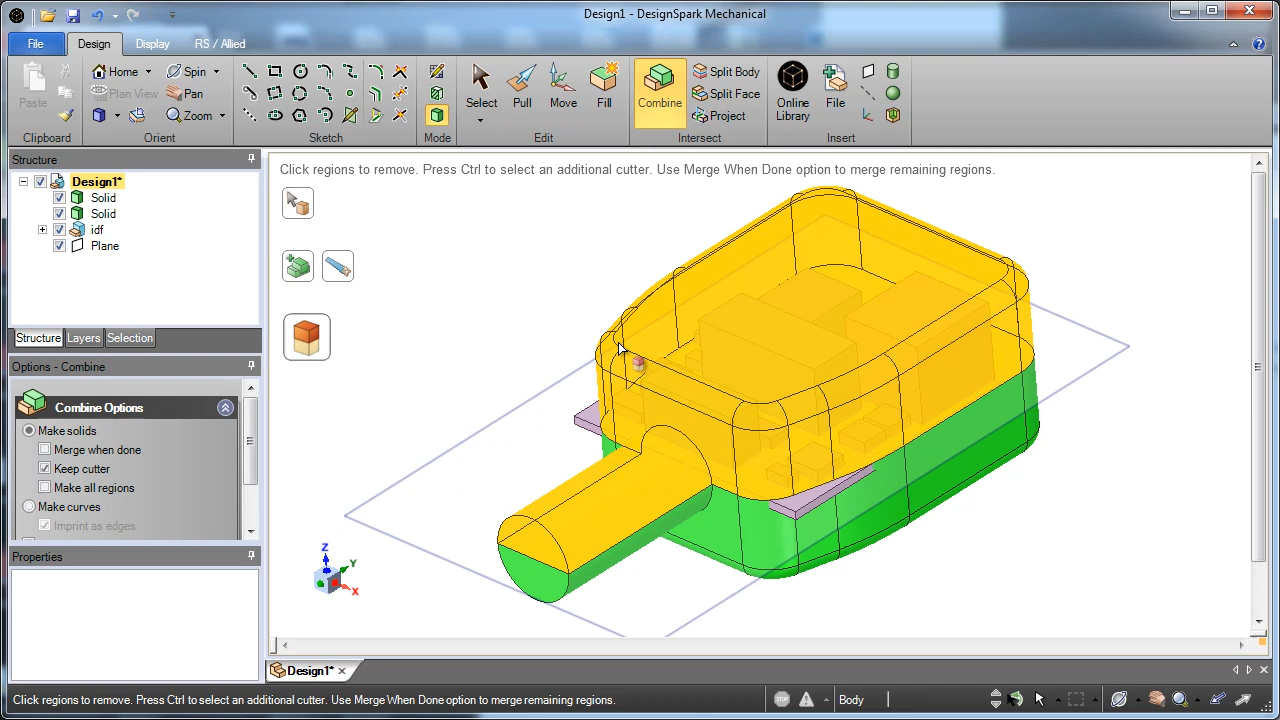 Design1 - DesignSpark Mechanical
File Design Display RS / Allied
Paste
Clipboard
Home Spin
Plan View Pan
Zoom
Orient
Sketch
Mode
Select Pull Move Fill
Edit
Combine
Split Body
Split Face
Project
Intersect
Online Library
File
Insert
Structure
Design1*
Solid
Solid
idf
Plane
Structure Layers Selection
Options - Combine
Combine Options
Make solids
Merge when done
Keep cutter
Make all regions
Make curves
Imprint as edges
Properties
Click regions to remove. Press Ctrl to select an additional cutter. Use Merge When Done option to merge remaining regions.
Z
Y
X
Design1*
Click regions to remove. Press Ctrl to select an additional cutter. Use Merge When Done option to merge remaining regions.
STOP
Body